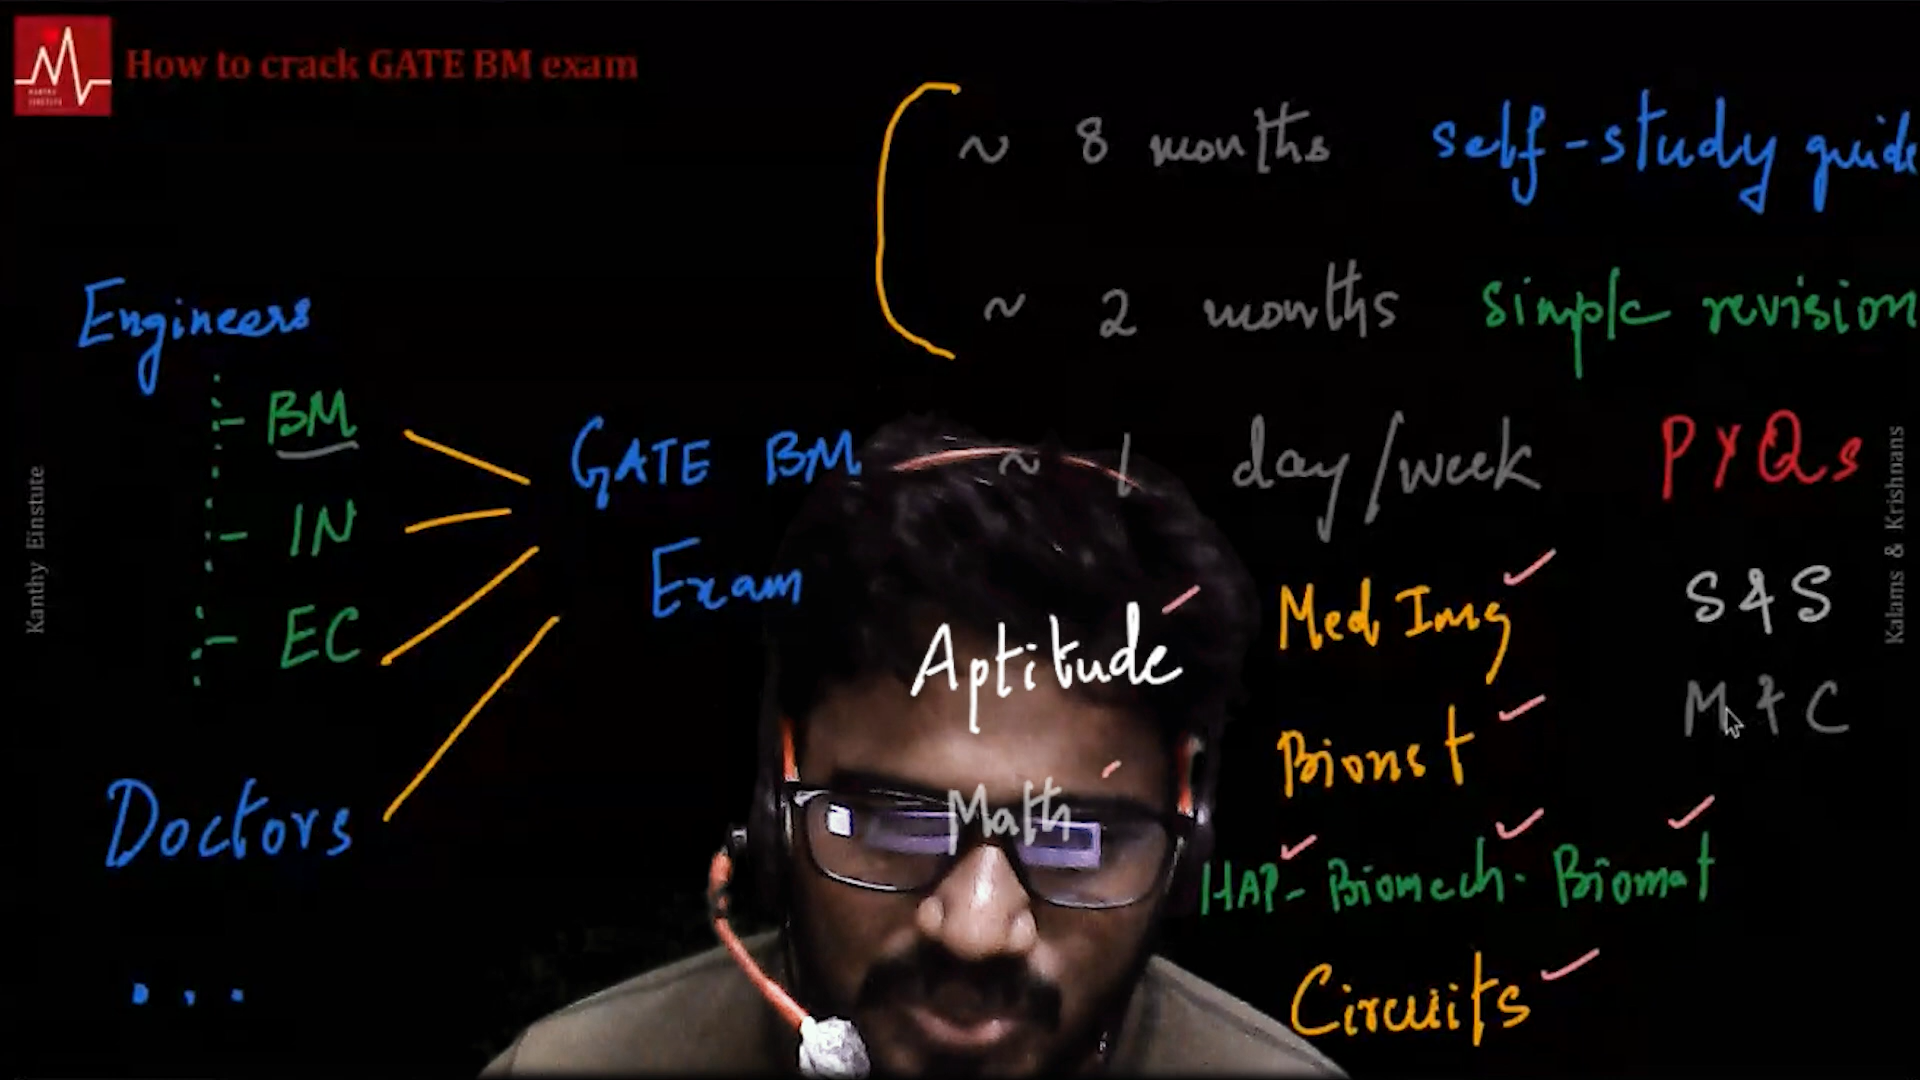 How to crack GATE BM exam
~ 8 months self-study guide
~ 2 months simple revision
Engineers
BM
IN
EC
Doctors
...
GATE BM
Exam
~ 1 day/week PYQs
Aptitude
Math
Med Img
Bionst
HAP - Biomech - Biomat
Circuits
S & S
M & C
Kanthy Einstute
Kalams & Krishnans